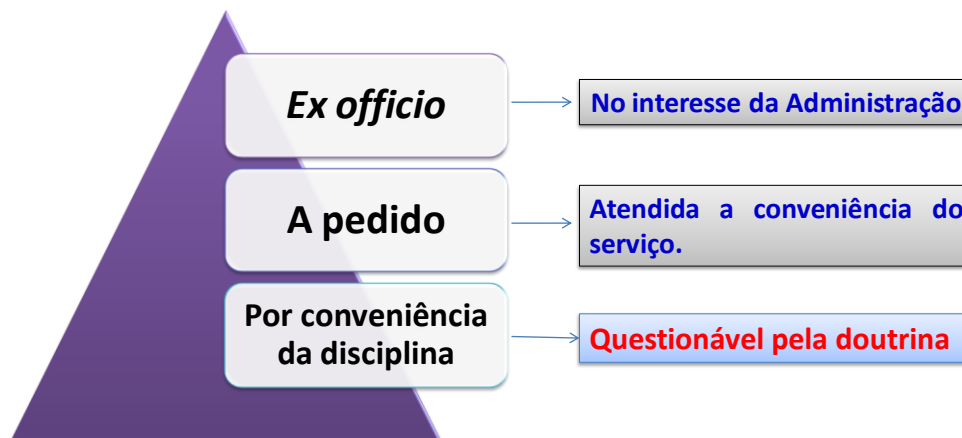 Ex officio
No interesse da Administração
A pedido
Atendida a conveniência do
serviço.
Por conveniência
da disciplina
Questionável pela doutrina